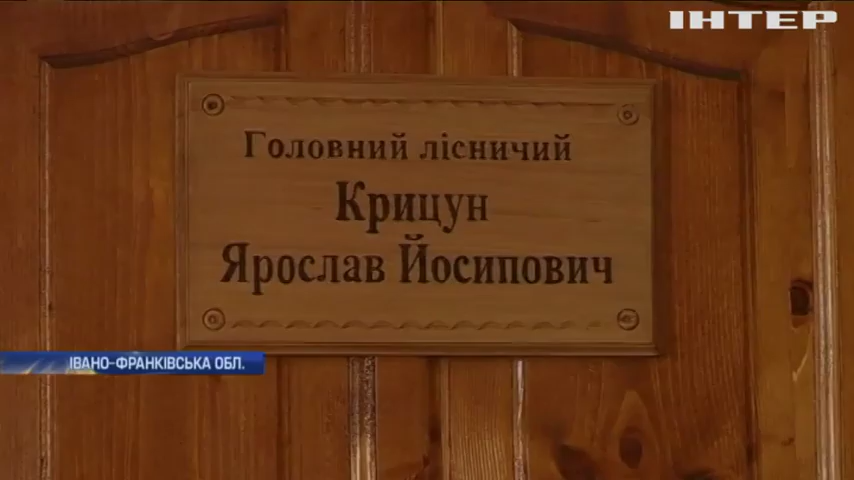 ІНТЕР
Головний лісничий
Крицун
Ярослав Йосипович
ІВАНО-ФРАНКІВСЬКА ОБЛ.